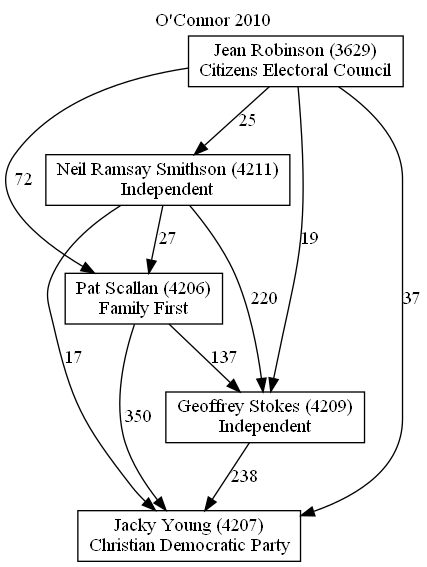 O'Connor 2010
Jean Robinson (3629)
Citizens Electoral Council
25
Neil Ramsay Smithson (4211)
Independent
72
27
19
Pat Scallan (4206)
Family First
220
37
17
137
350
Geoffrey Stokes (4209)
Independent
238
Jacky Young (4207)
Christian Democratic Party